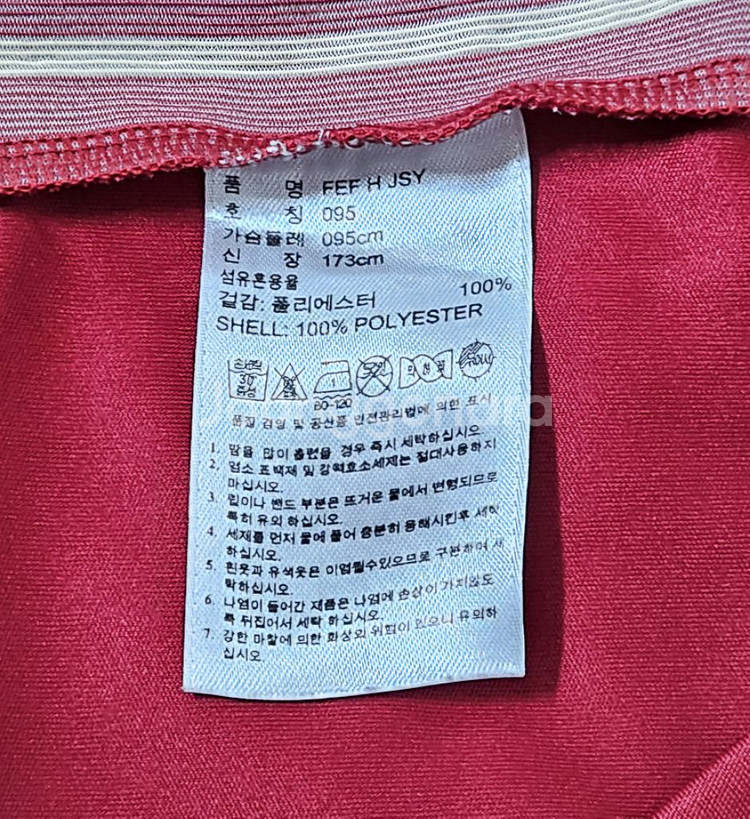 품 명 FEF H JSY
호 칭 095
가슴둘레 095cm
신 장 173cm
섬유혼용율
겉감: 폴리에스터 100%
SHELL: 100% POLYESTER
손세탁 30 중성 1 80-120
품질 검열 및 공산품 안전관리법에 의한 표시
1. 땀을 많이 흘렸을 경우 즉시 세탁하십시오.
2. 염소 표백제 및 강력효소세제는 절대사용하지
마십시오.
3. 립이나 밴드 부분은 뜨거운 물에서 변형되므로
특히 유의 하십시오.
4. 세제를 먼저 물에 풀어 충분히 용해시킨후 세탁
하십시오.
5. 흰옷과 유색옷은 이염될수있으므로 구분하여 세
탁하십시오.
6. 나염이 들어간 제품은 나염에 손상이 가지않도
록 뒤집어서 세탁 하십시오.
7. 강한 마찰에 의한 화상의 위험이 있으니 유의하
십시오.